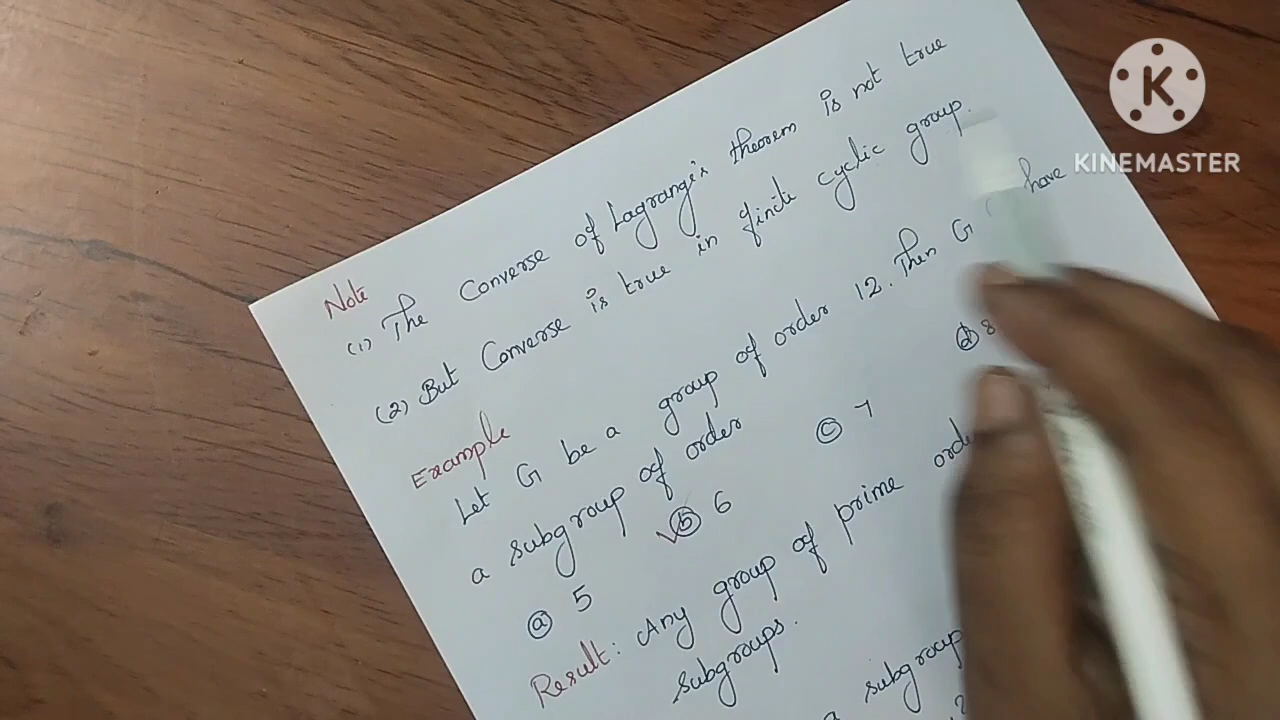 Note
(1) The Converse of Lagrange's theorem is not true
(2) But Converse is true in finite cyclic group.
Example
Let G be a group of order 12. Then G have
a subgroup of order
ⓐ 5 ⓑ 6 ⓒ 7 ⓓ 8
Result: Any group of prime
subgroups.
a subgroup
KINEMASTER